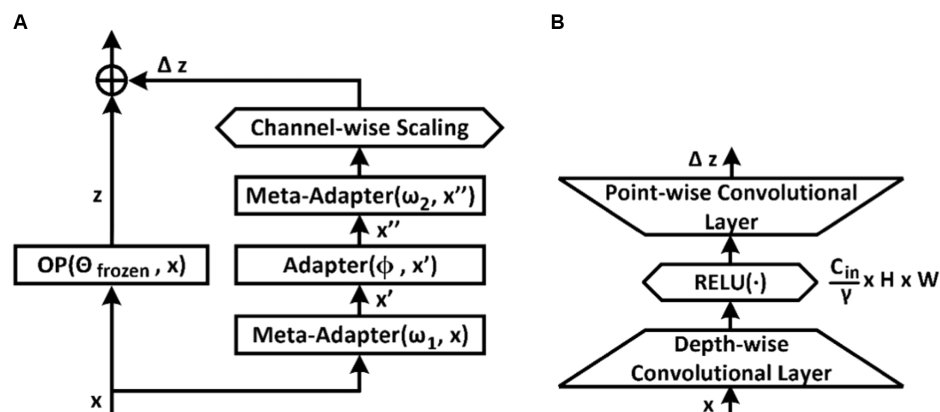 A
Δ z
Channel-wise Scaling
z
Meta-Adapter(ω₂, x'')
x''
OP(Θ frozen , x)
Adapter(ϕ , x')
x'
Meta-Adapter(ω₁, x)
x
B
Δ z
Point-wise Convolutional
Layer
RELU(·)
C_in/γ x H x W
Depth-wise
Convolutional Layer
x